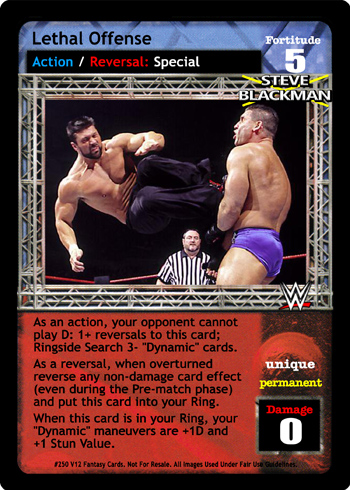 Lethal Offense
Fortitude
5
Action / Reversal: Special
STEVE
BLACKMAN
W
As an action, your opponent cannot
play D: 1+ reversals to this card;
Ringside Search 3- "Dynamic" cards.
As a reversal, when overturned
reverse any non-damage card effect
(even during the Pre-match phase)
and put this card into your Ring.
When this card is in your Ring, your
"Dynamic" maneuvers are +1D and
+1 Stun Value.
unique
permanent
Damage
0
#250 V12 Fantasy Cards. Not For Resale. All Images Used Under Fair Use Guidelines.